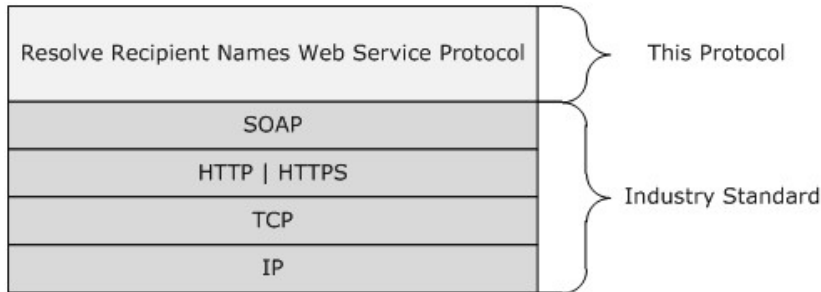 Resolve Recipient Names Web Service Protocol
This Protocol
SOAP
HTTP | HTTPS
TCP
IP
Industry Standard